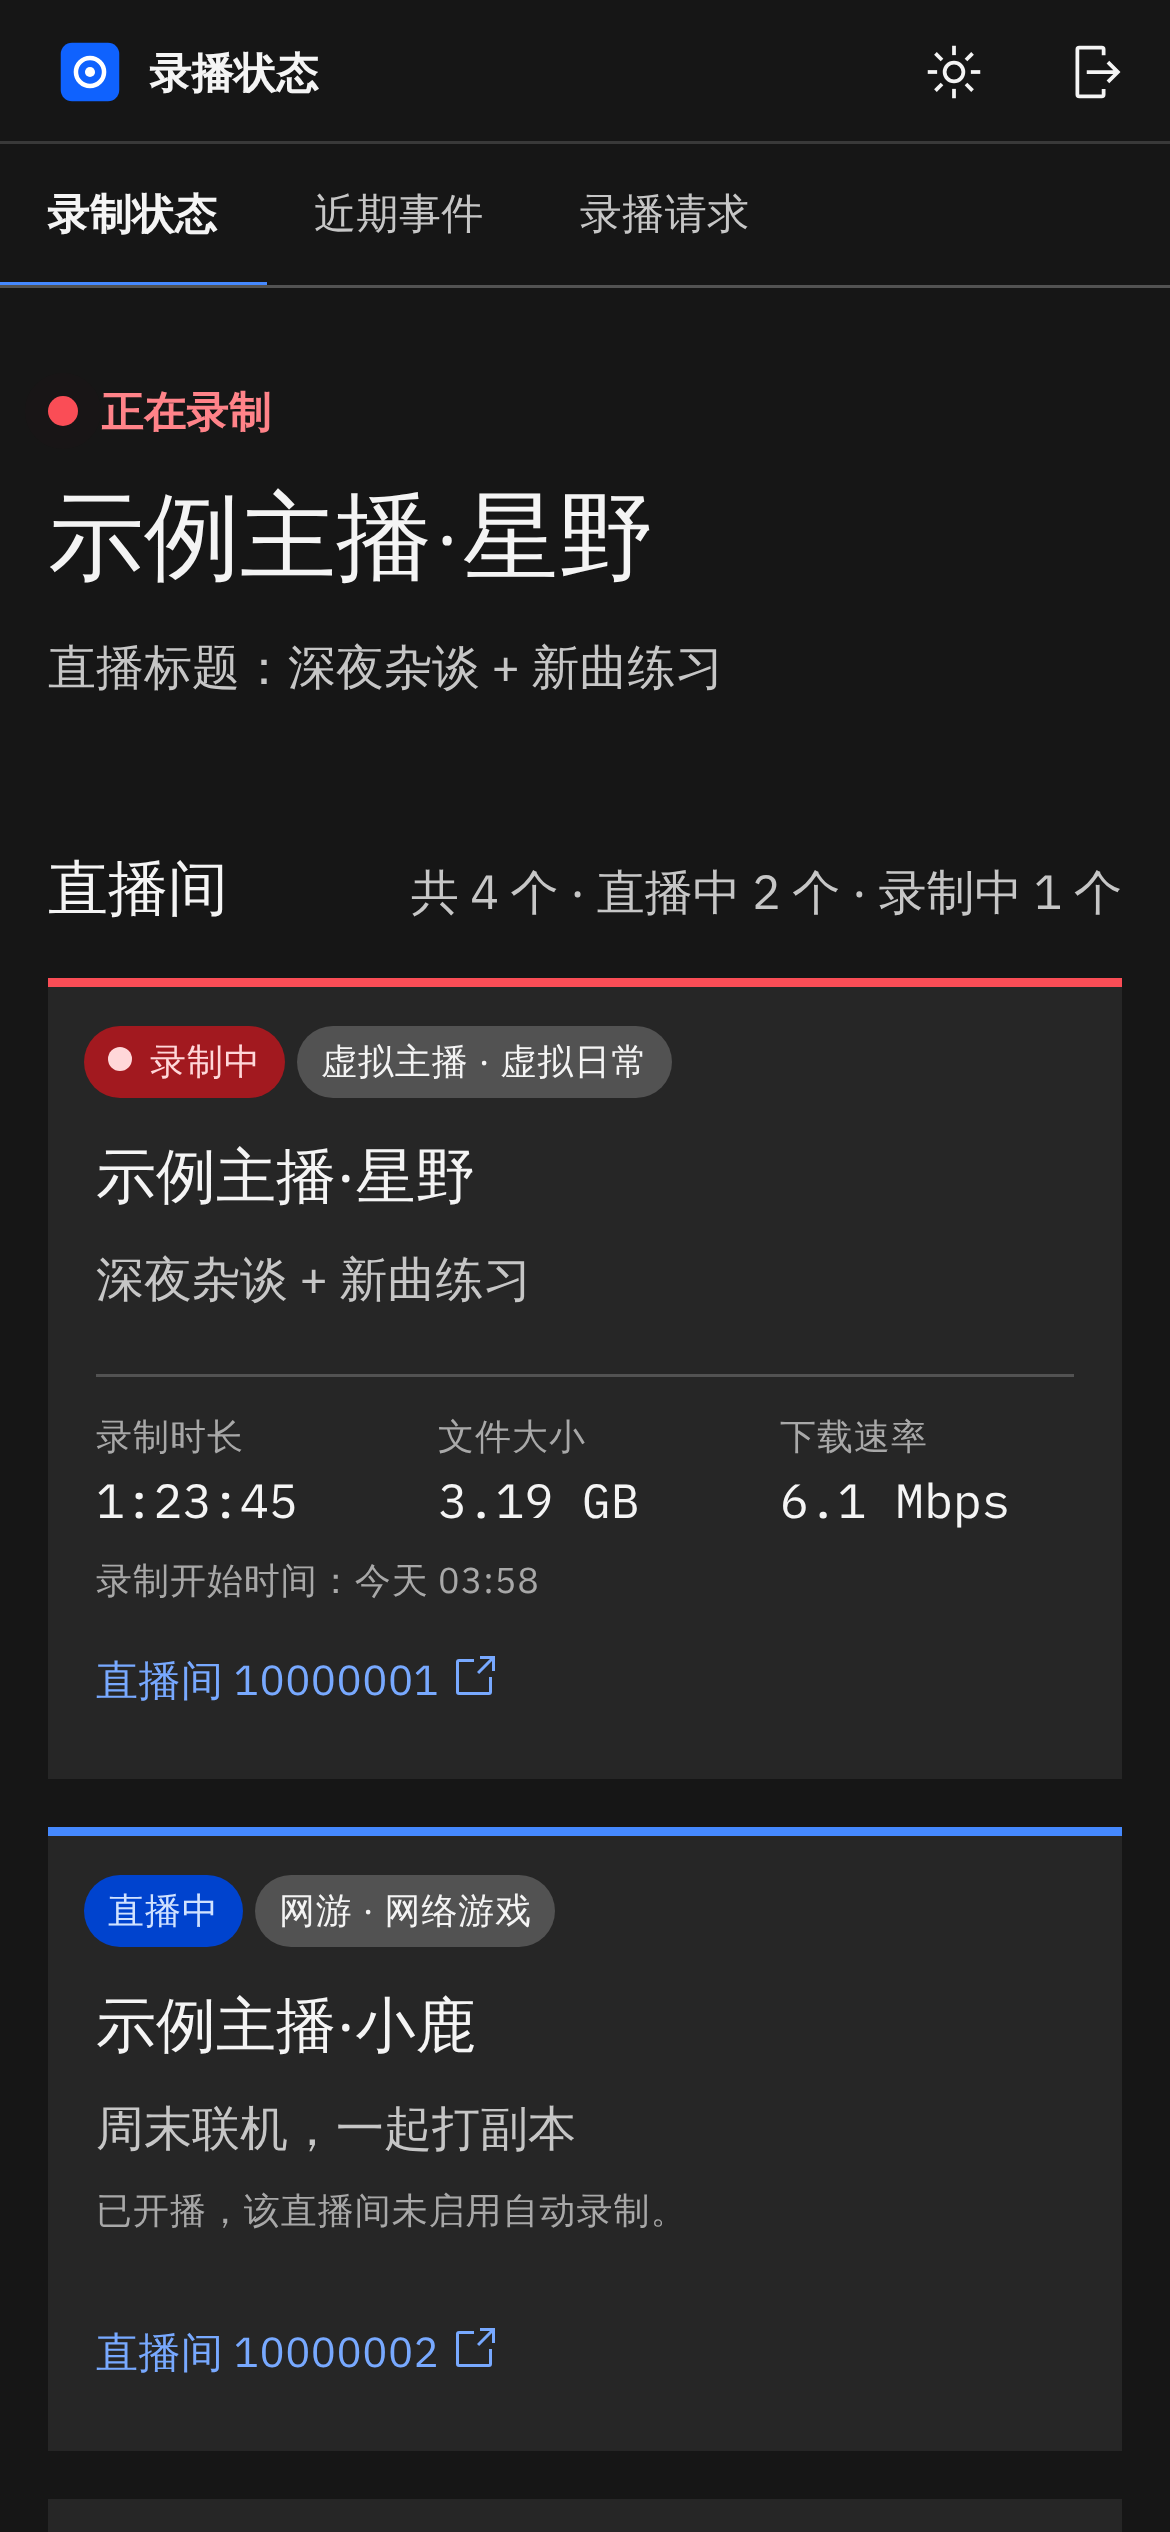 录播状态
录制状态 近期事件 录播请求
正在录制
示例主播·星野
直播标题：深夜杂谈 + 新曲练习
直播间 共 4 个 · 直播中 2 个 · 录制中 1 个
录制中 虚拟主播 · 虚拟日常
示例主播·星野
深夜杂谈 + 新曲练习
录制时长 文件大小 下载速率
1:23:45 3.19 GB 6.1 Mbps
录制开始时间：今天 03:58
直播间 10000001
直播中 网游 · 网络游戏
示例主播·小鹿
周末联机，一起打副本
已开播，该直播间未启用自动录制。
直播间 10000002